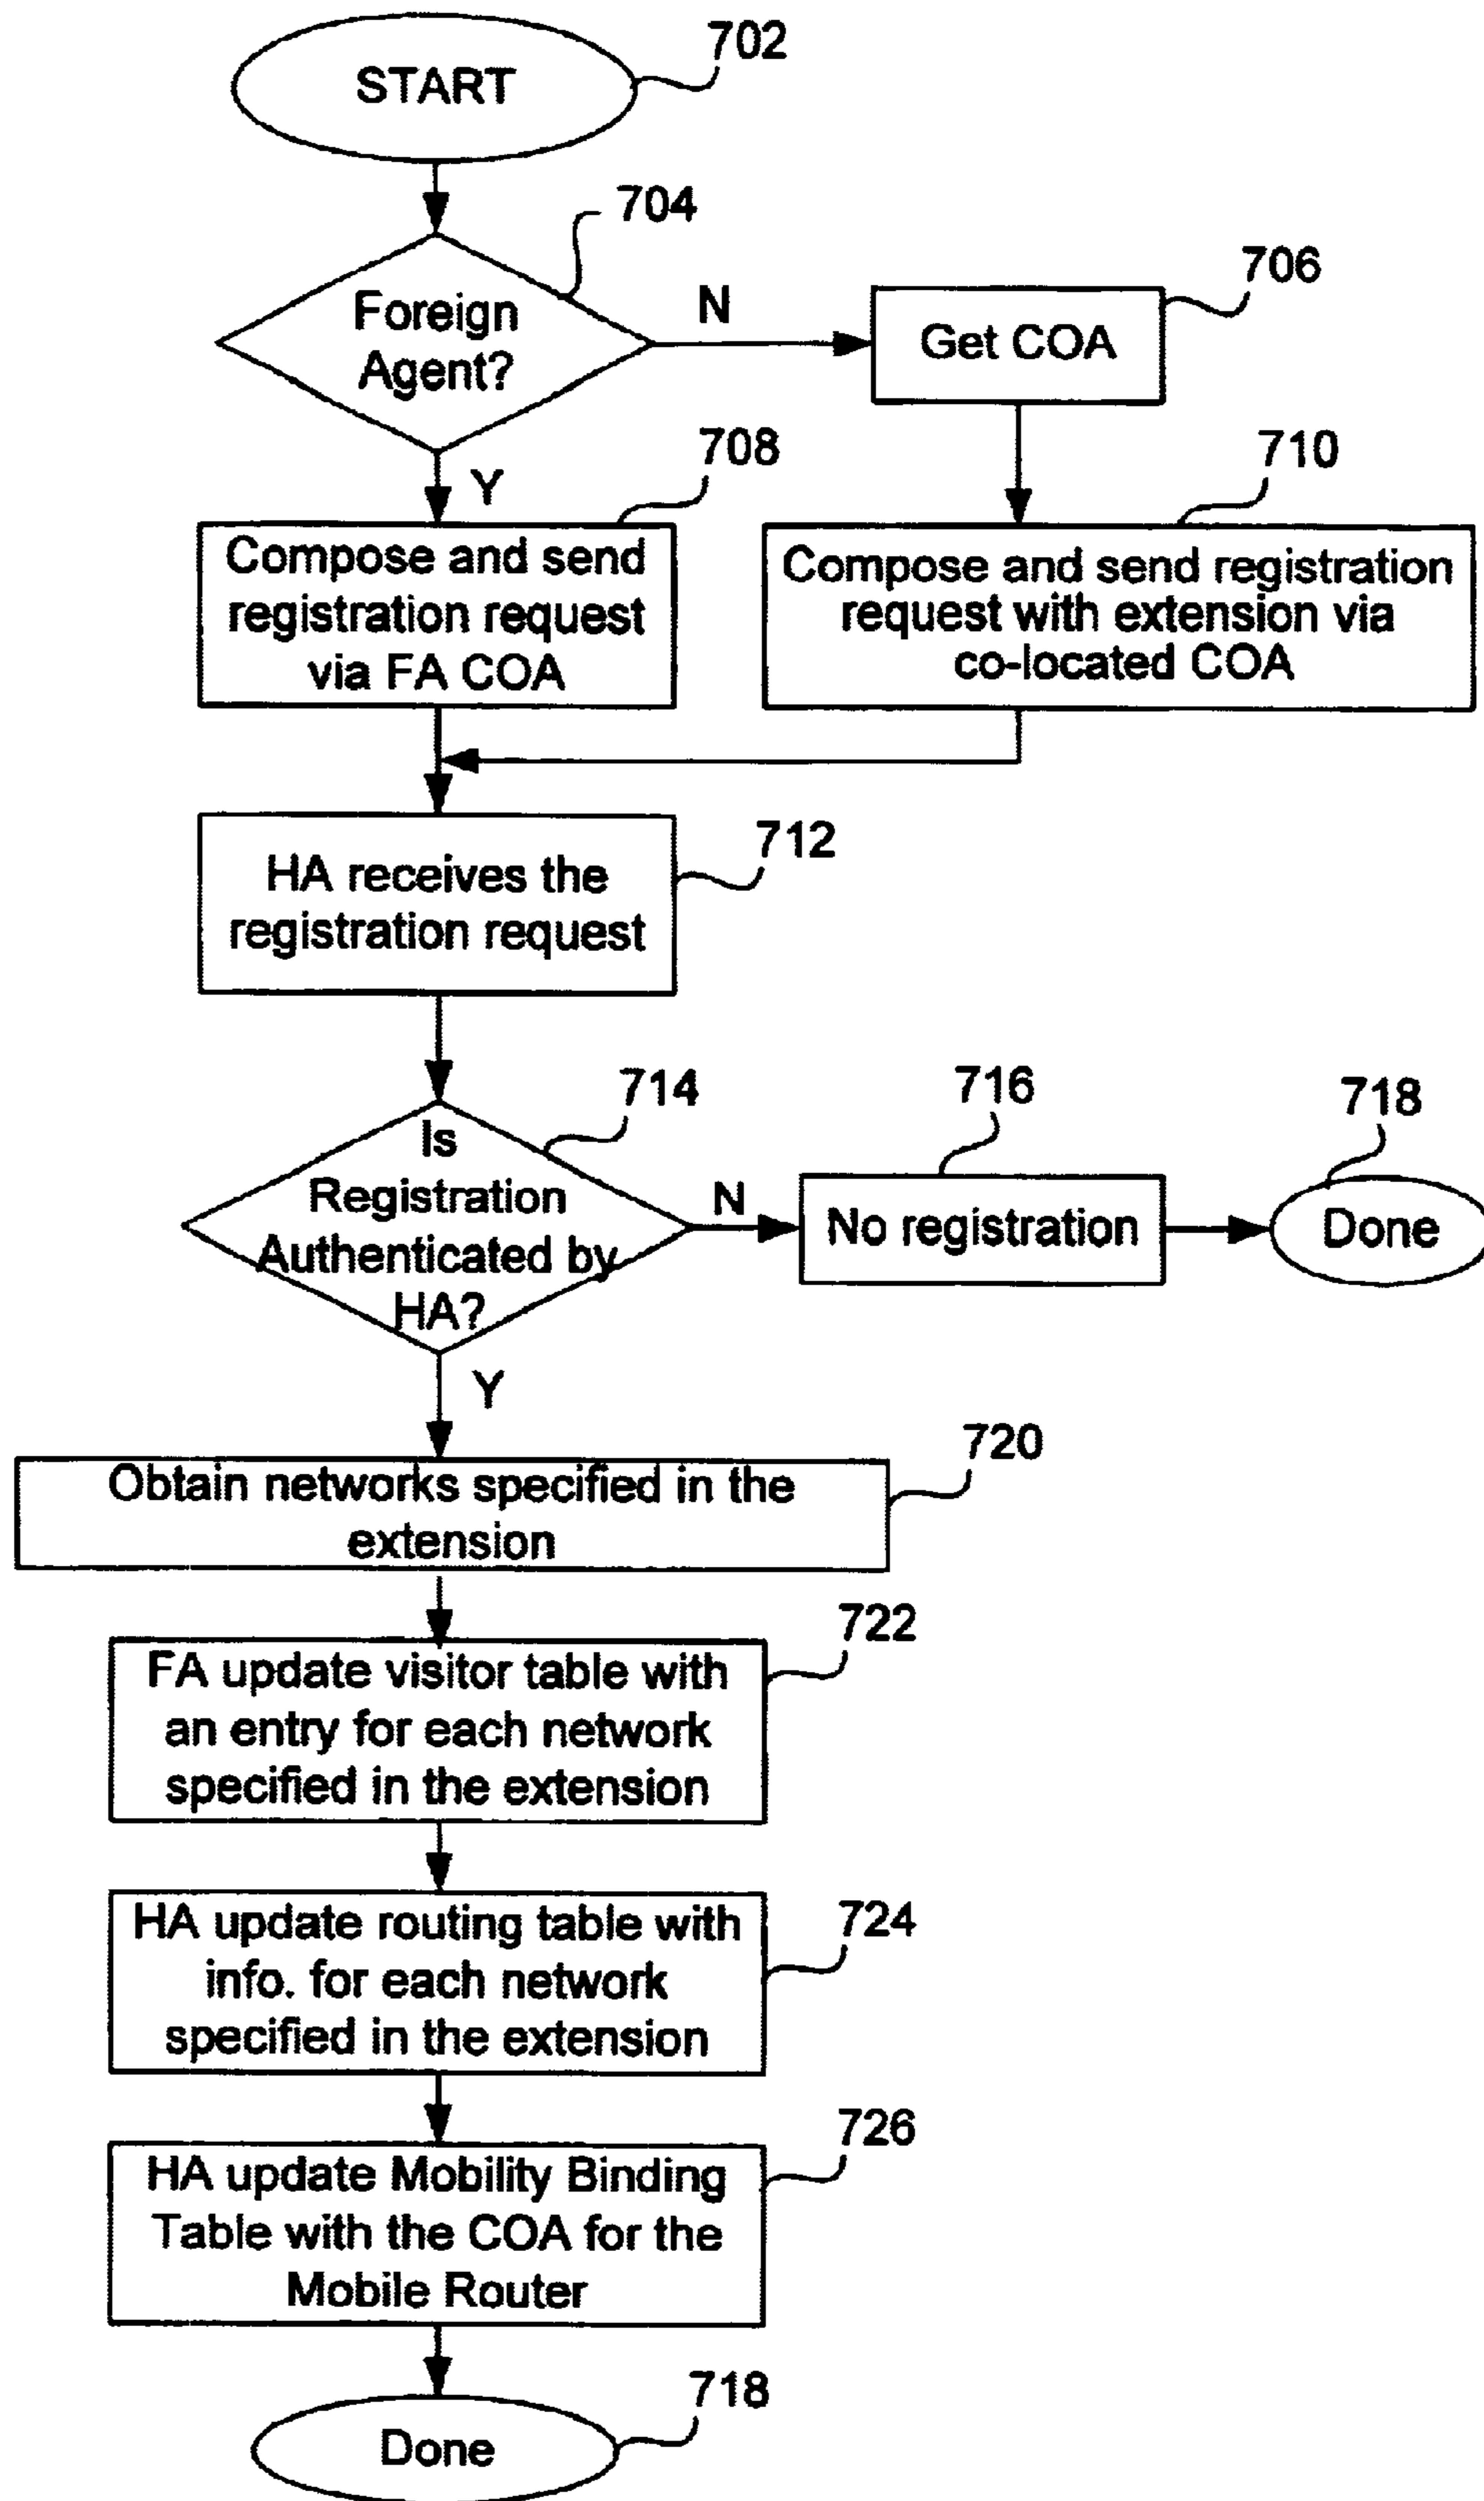 702
START
704
Foreign
Agent?
N
706
Get COA
708
Y
710
Compose and send
registration request
via FA COA
Compose and send registration
request with extension via
co-located COA
712
HA receives the
registration request
714
Is
Registration
Authenticated by
HA?
N
716
No registration
718
Done
Y
720
Obtain networks specified in the
extension
722
FA update visitor table with
an entry for each network
specified in the extension
724
HA update routing table with
info. for each network
specified in the extension
726
HA update Mobility Binding
Table with the COA for the
Mobile Router
718
Done